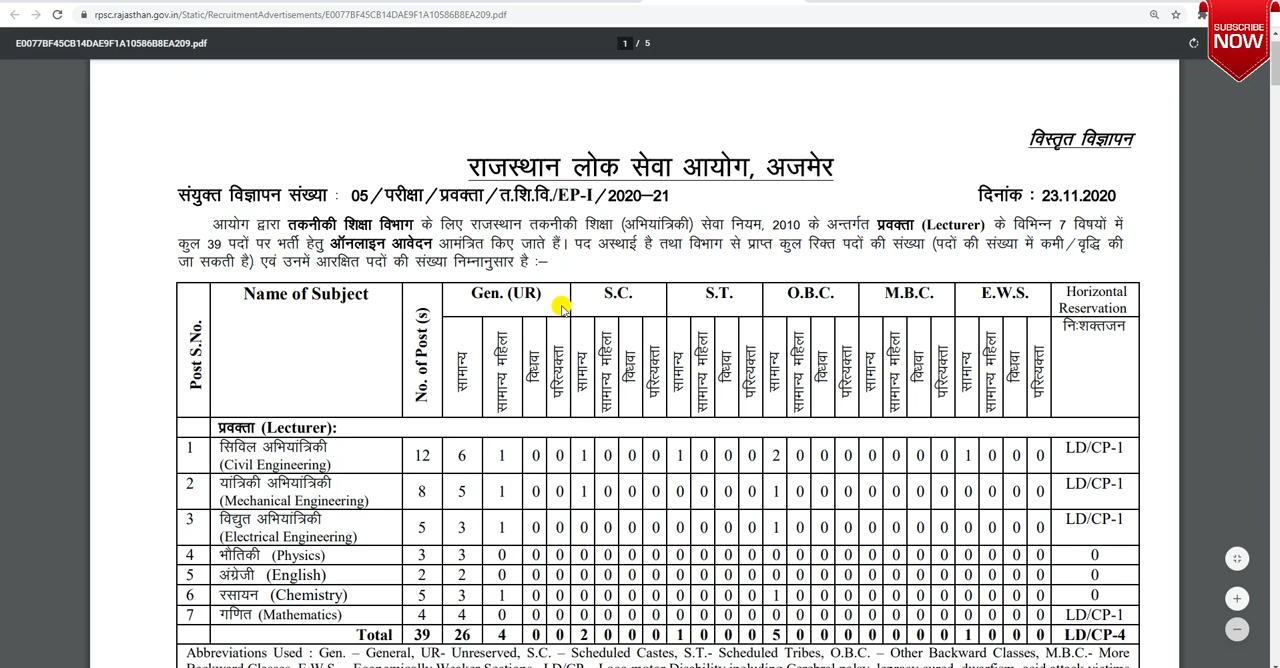 rpsc.rajasthan.gov.in/Static/RecruitmentAdvertisements/E0077BF45CB14DAE9F1A10586B8EA209.pdf
SUBSCRIBE
NOW
E0077BF45CB14DAE9F1A10586B8EA209.pdf
1 / 5
विस्तृत विज्ञापन
राजस्थान लोक सेवा आयोग, अजमेर
संयुक्त विज्ञापन संख्या : 05/परीक्षा/प्रवक्ता/त.शि.वि./EP-I/2020-21 दिनांक : 23.11.2020
आयोग द्वारा तकनीकी शिक्षा विभाग के लिए राजस्थान तकनीकी शिक्षा (अभियांत्रिकी) सेवा नियम, 2010 के अन्तर्गत प्रवक्ता (Lecturer) के विभिन्न 7 विषयों में
कुल 39 पदों पर भर्ती हेतु ऑनलाइन आवेदन आमंत्रित किए जाते हैं। पद अस्थाई है तथा विभाग से प्राप्त कुल रिक्त पदों की संख्या (पदों की संख्या में कमी/वृद्धि की
जा सकती है) एवं उनमें आरक्षित पदों की संख्या निम्नानुसार है :–
Post S.No. Name of Subject No. of Post (s) Gen. (UR) S.C. S.T. O.B.C. M.B.C. E.W.S. Horizontal Reservation
सामान्य सामान्य महिला विधवा परित्यक्ता सामान्य सामान्य महिला विधवा परित्यक्ता सामान्य सामान्य महिला विधवा परित्यक्ता सामान्य सामान्य महिला विधवा परित्यक्ता सामान्य सामान्य महिला विधवा परित्यक्ता सामान्य सामान्य महिला विधवा परित्यक्ता निःशक्तजन
प्रवक्ता (Lecturer):
1 सिविल अभियांत्रिकी (Civil Engineering) 12 6 1 0 0 1 0 0 0 1 0 0 0 2 0 0 0 0 0 0 0 1 0 0 0 LD/CP-1
2 यांत्रिकी अभियांत्रिकी (Mechanical Engineering) 8 5 1 0 0 1 0 0 0 0 0 0 0 1 0 0 0 0 0 0 0 0 0 0 0 LD/CP-1
3 विद्युत अभियांत्रिकी (Electrical Engineering) 5 3 1 0 0 0 0 0 0 0 0 0 0 1 0 0 0 0 0 0 0 0 0 0 0 LD/CP-1
4 भौतिकी (Physics) 3 3 0 0 0 0 0 0 0 0 0 0 0 0 0 0 0 0 0 0 0 0 0 0 0 0
5 अंग्रेजी (English) 2 2 0 0 0 0 0 0 0 0 0 0 0 0 0 0 0 0 0 0 0 0 0 0 0 0
6 रसायन (Chemistry) 5 3 1 0 0 0 0 0 0 0 0 0 0 1 0 0 0 0 0 0 0 0 0 0 0 0
7 गणित (Mathematics) 4 4 0 0 0 0 0 0 0 0 0 0 0 0 0 0 0 0 0 0 0 0 0 0 0 LD/CP-1
Total 39 26 4 0 0 2 0 0 0 1 0 0 0 5 0 0 0 0 0 0 0 1 0 0 0 LD/CP-4
Abbreviations Used : Gen. – General, UR- Unreserved, S.C. – Scheduled Castes, S.T.- Scheduled Tribes, O.B.C. – Other Backward Classes, M.B.C.- More